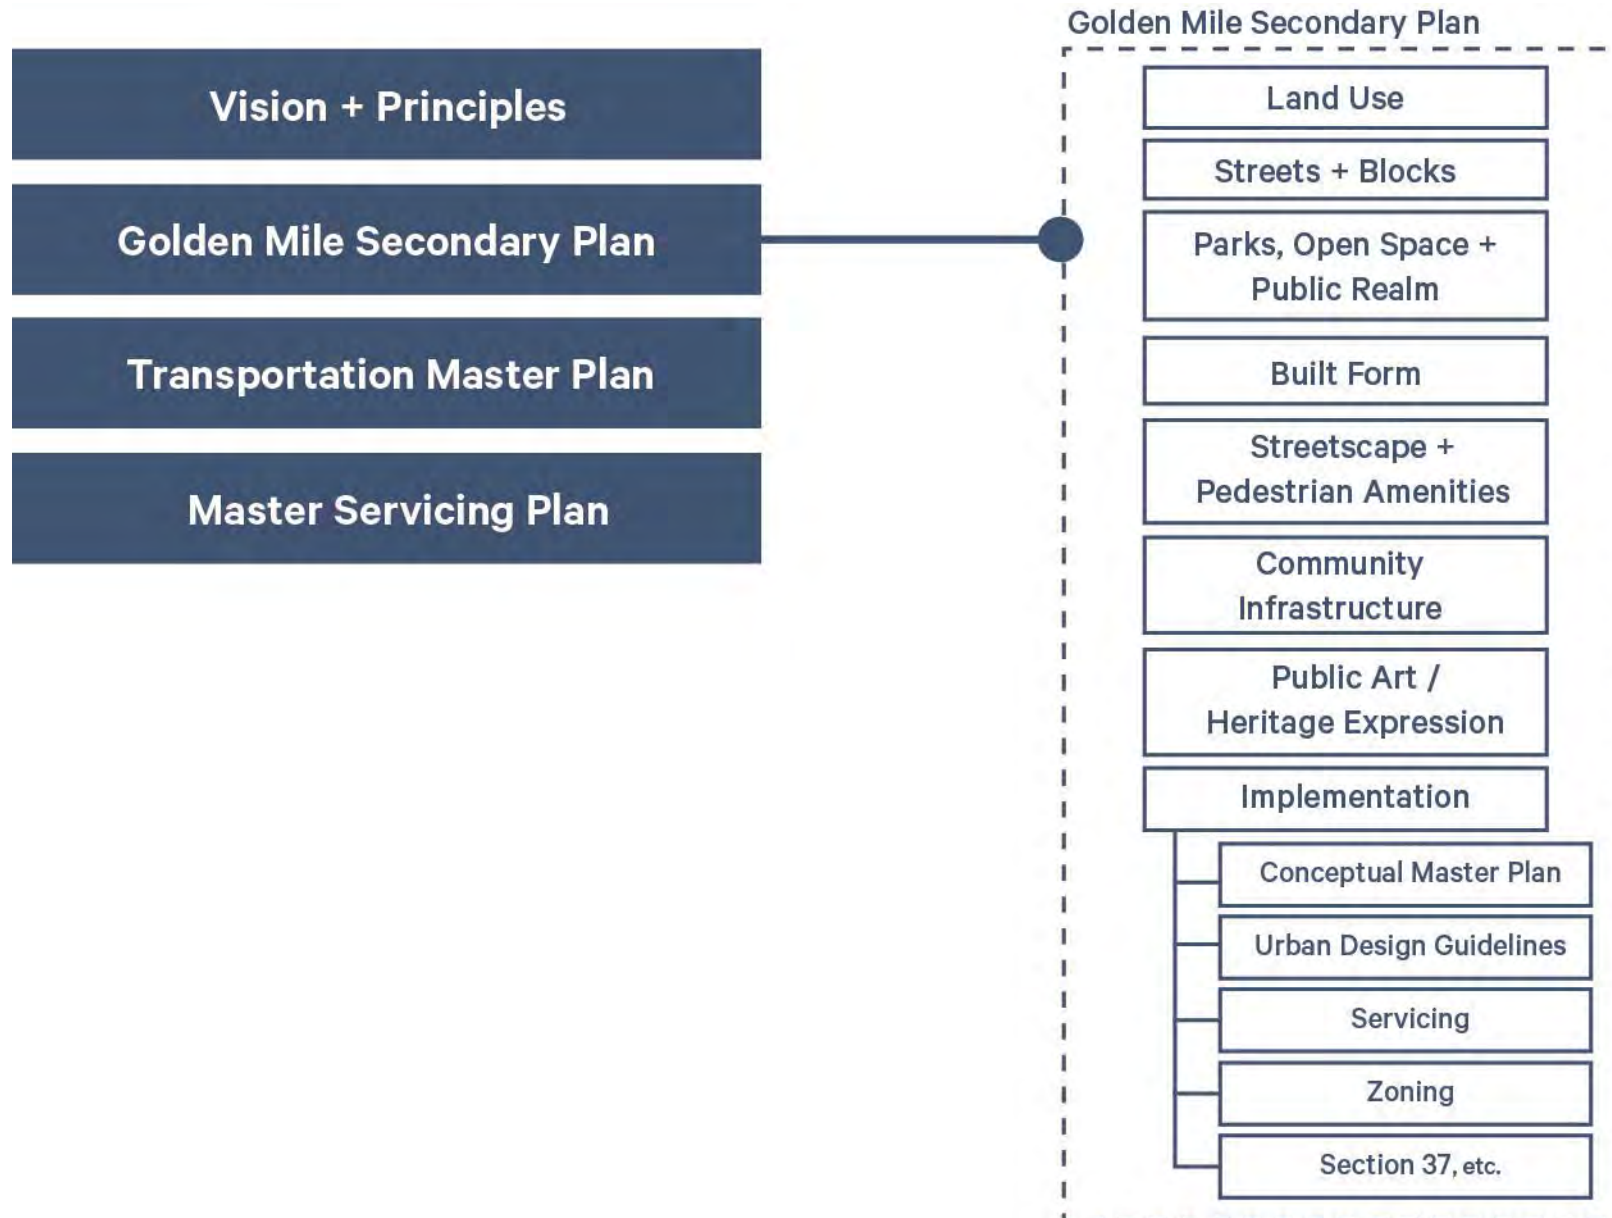 Vision + Principles
Golden Mile Secondary Plan
Transportation Master Plan
Master Servicing Plan
Golden Mile Secondary Plan
Land Use
Streets + Blocks
Parks, Open Space +
Public Realm
Built Form
Streetscape +
Pedestrian Amenities
Community
Infrastructure
Public Art /
Heritage Expression
Implementation
Conceptual Master Plan
Urban Design Guidelines
Servicing
Zoning
Section 37, etc.